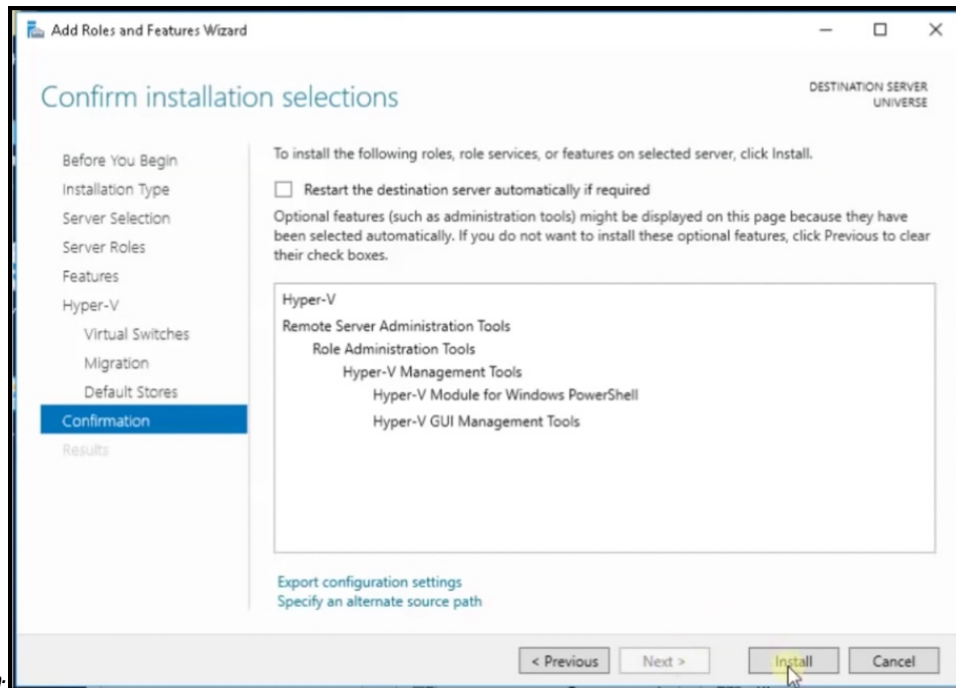 Add Roles and Features Wizard
Confirm installation selections
DESTINATION SERVER
UNIVERSE
Before You Begin
Installation Type
Server Selection
Server Roles
Features
Hyper-V
Virtual Switches
Migration
Default Stores
Confirmation
Results
To install the following roles, role services, or features on selected server, click Install.
Restart the destination server automatically if required
Optional features (such as administration tools) might be displayed on this page because they have
been selected automatically. If you do not want to install these optional features, click Previous to clear
their check boxes.
Hyper-V
Remote Server Administration Tools
Role Administration Tools
Hyper-V Management Tools
Hyper-V Module for Windows PowerShell
Hyper-V GUI Management Tools
Export configuration settings
Specify an alternate source path
< Previous
Next >
Install
Cancel